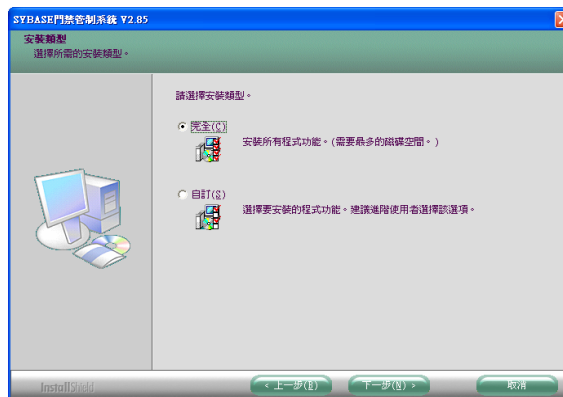 SYBASE門禁管制系統 V2.85
安裝類型
選擇所需的安裝類型。
請選擇安裝類型。
完全(C)
安裝所有程式功能。(需要最多的磁碟空間。)
自訂(S)
選擇要安裝的程式功能。建議進階使用者選擇該選項。
InstallShield
< 上一步(B)
下一步(N) >
取消